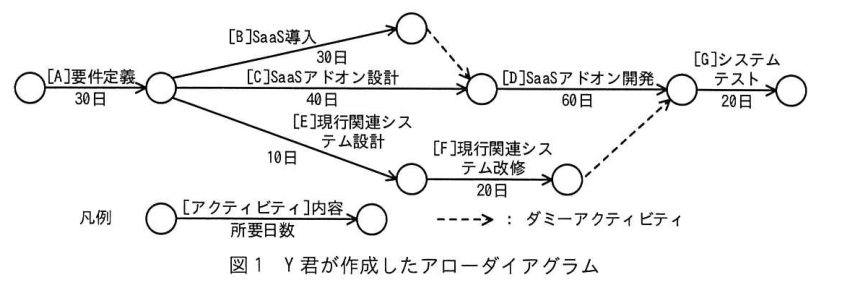 [B]SaaS導入
30日
[G]システム
テスト
20日
[A]要件定義
30日
[C]SaaSアドオン設計
40日
[D]SaaSアドオン開発
60日
[E]現行関連シス
テム設計
10日
[F]現行関連シス
テム改修
20日
凡例
[アクティビティ]内容
所要日数
: ダミーアクティビティ
図1 Y君が作成したアローダイアグラム